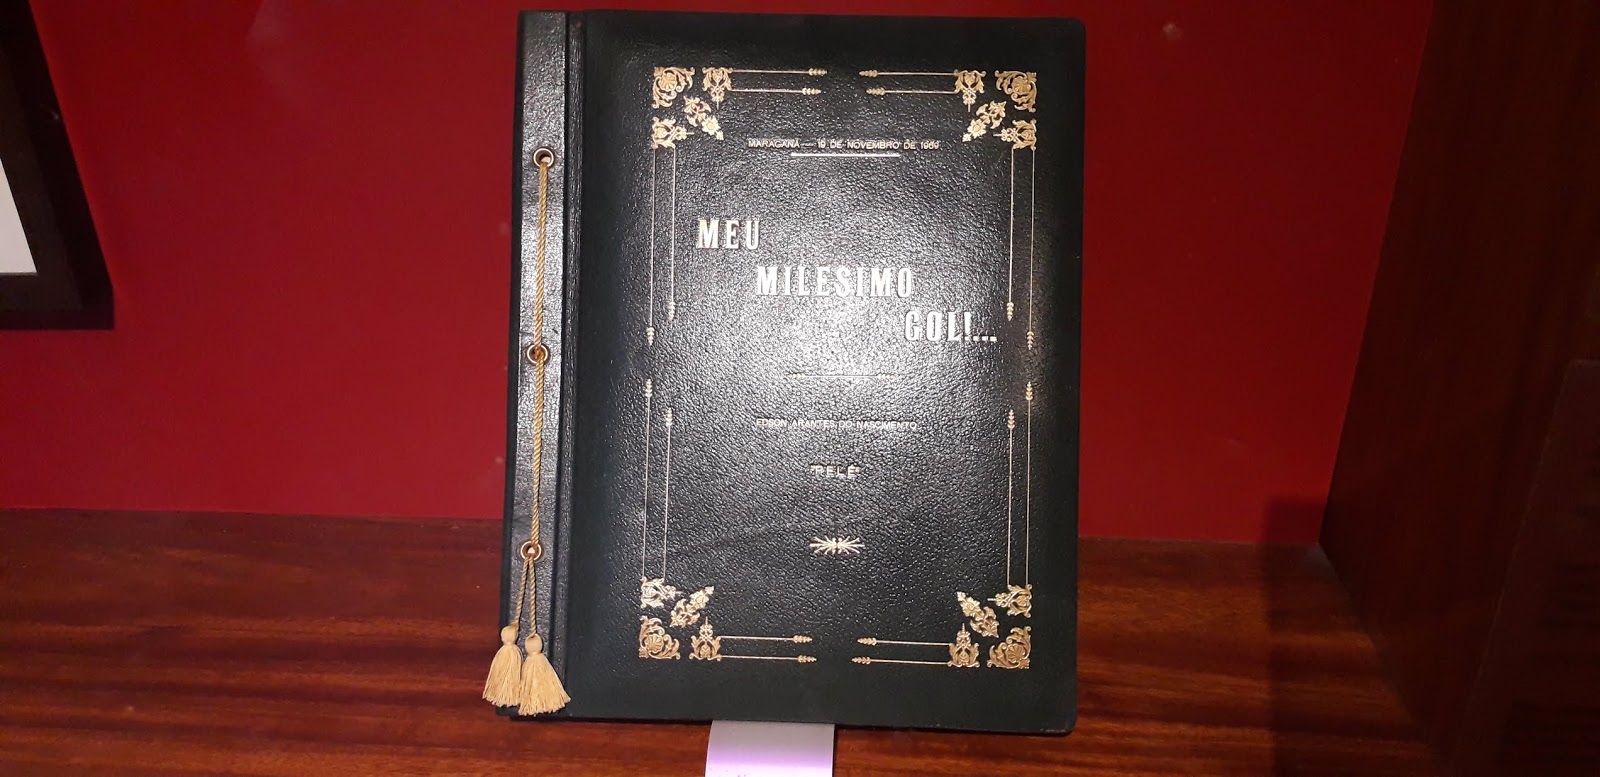 MARACANÃ — 19 DE NOVEMBRO DE 1969
MEU
MILESIMO
GOL!...
EDSON ARANTES DO NASCIMENTO
"PELÉ"